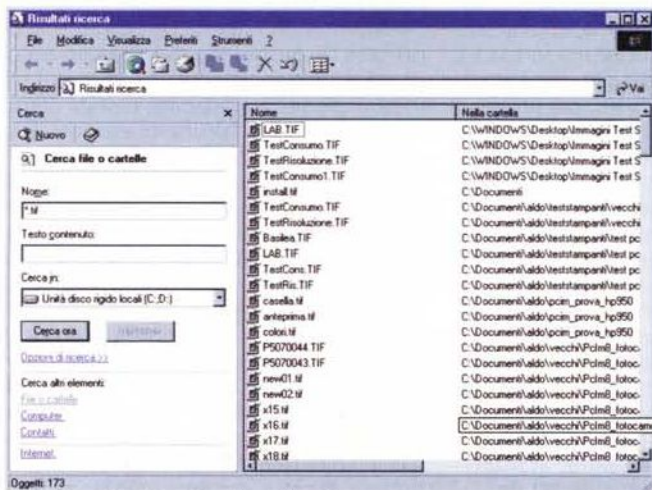 Risultati ricerca
File Modifica Visualizza Preferiti Strumenti ?
Indirizzo Risultati ricerca Vai
Cerca
Nuovo
Cerca file o cartelle
Nome:
*.tif
Testo contenuto:
Cerca in:
Unità disco rigido locali (C:;D:)
Cerca ora
Opzioni di ricerca >>
Cerca altri elementi:
File o cartelle
Computer
Contatti
Internet
Nome Nella cartella
LAB.TIF C:\WINDOWS\Desktop\Immagini Test S
TestConsumo.TIF C:\WINDOWS\Desktop\Immagini Test S
TestRisoluzione.TIF C:\WINDOWS\Desktop\Immagini Test S
TestConsumo1.TIF C:\WINDOWS\Desktop\Immagini Test S
install.tif C:\Documenti
TestConsumo.TIF C:\Documenti\aldo\teststampanti\vecchi
TestRisoluzione.TIF C:\Documenti\aldo\teststampanti\vecchi
Basilea.TIF C:\Documenti\aldo\teststampanti\test pc
LAB.TIF C:\Documenti\aldo\teststampanti\test pc
TestCons.TIF C:\Documenti\aldo\teststampanti\test pc
TestRis.TIF C:\Documenti\aldo\teststampanti\test pc
casella.tif C:\Documenti\aldo\pcim_prova_hp950
anteprima.tif C:\Documenti\aldo\pcim_prova_hp950
colori.tif C:\Documenti\aldo\pcim_prova_hp950
P5070044.TIF C:\Documenti\aldo\vecchi\PcIm8_fotoc
P5070043.TIF C:\Documenti\aldo\vecchi\PcIm8_fotoc
new01.tif C:\Documenti\aldo\vecchi\PcIm8_fotoc
new02.tif C:\Documenti\aldo\vecchi\PcIm8_fotoc
x15.tif C:\Documenti\aldo\vecchi\PcIm8_fotoc
x16.tif C:\Documenti\aldo\vecchi\PcIm8_fotocame
x17.tif C:\Documenti\aldo\vecchi\PcIm8_fotoc
x18.tif C:\Documenti\aldo\vecchi\PcIm8_fotoc
Oggetti: 173